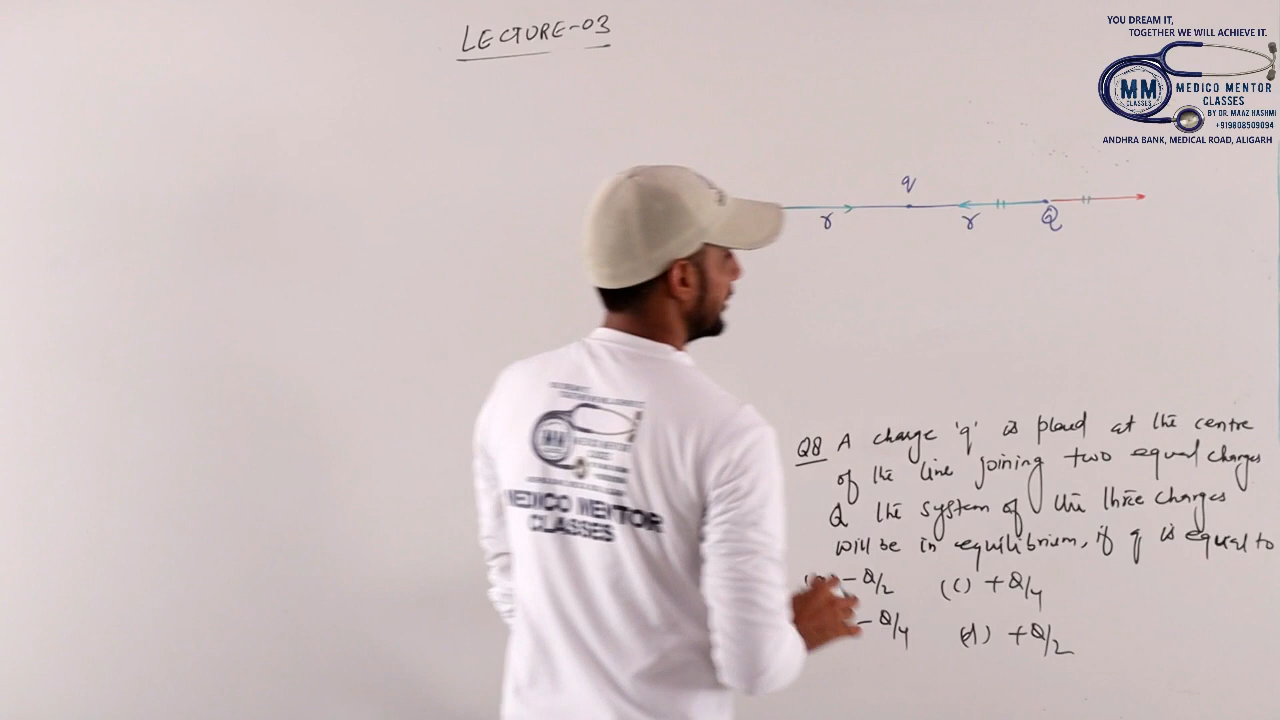 LECTURE-03
YOU DREAM IT,
TOGETHER WE WILL ACHIEVE IT.
MM
CLASSES
MEDICO MENTOR
CLASSES
BY DR. MAAZ HASHMI
+919808509094
ANDHRA BANK, MEDICAL ROAD, ALIGARH
q
r
r
Q
Q8 A charge 'q' is placed at the centre
of the line joining two equal charges
Q the system of the three charges
will be in equilibrium, if q is equal to
-Q/2 (c) +Q/4
-Q/4 (d) +Q/2
MM
MEDICO MENTOR
CLASSES